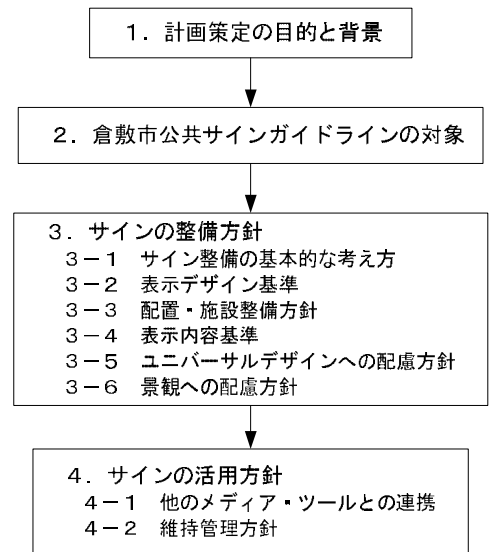 １．計画策定の目的と背景
２．倉敷市公共サインガイドラインの対象
３．サインの整備方針
３－１　サイン整備の基本的な考え方
３－２　表示デザイン基準
３－３　配置・施設整備方針
３－４　表示内容基準
３－５　ユニバーサルデザインへの配慮方針
３－６　景観への配慮方針
４．サインの活用方針
４－１　他のメディア・ツールとの連携
４－２　維持管理方針